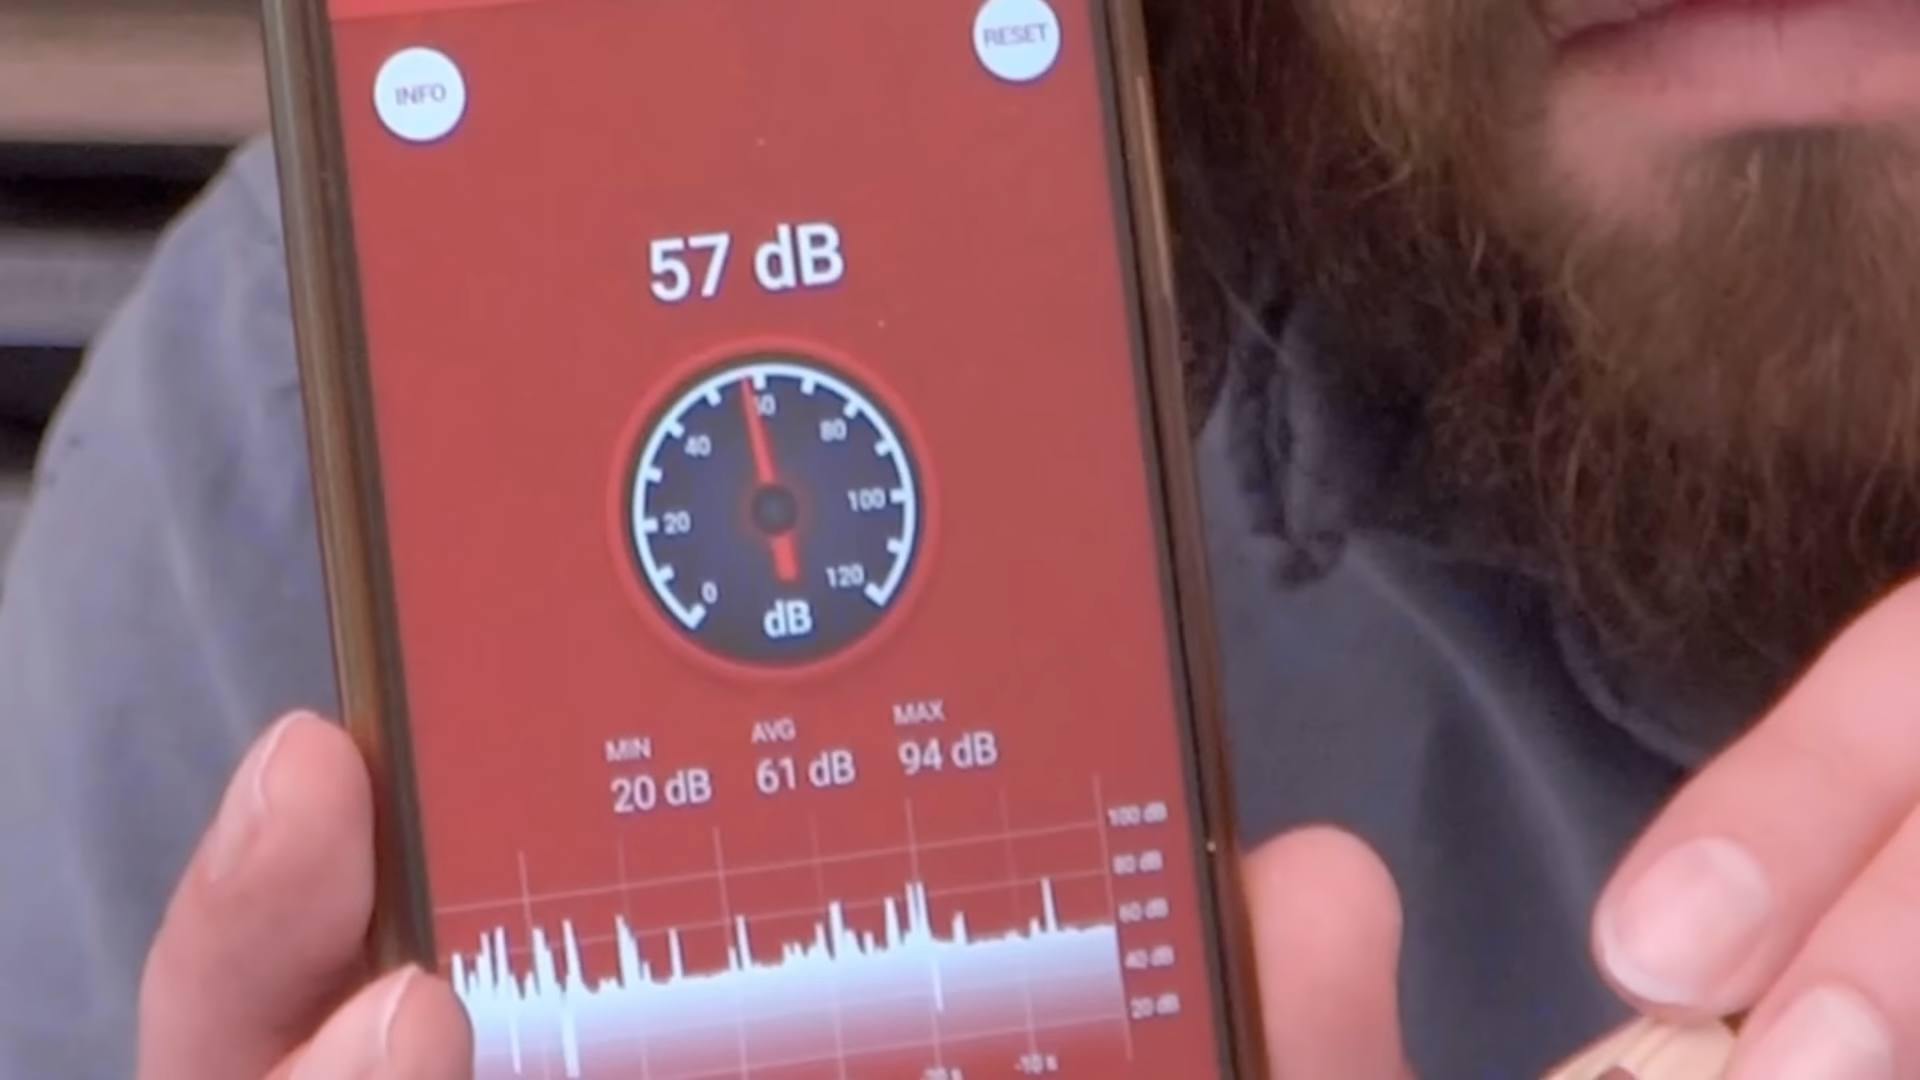 INFO
RESET
57 dB
40
60
80
20
100
0
120
dB
MIN
AVG
MAX
20 dB
61 dB
94 dB
100 dB
80 dB
60 dB
40 dB
20 dB
-20 s
-10 s